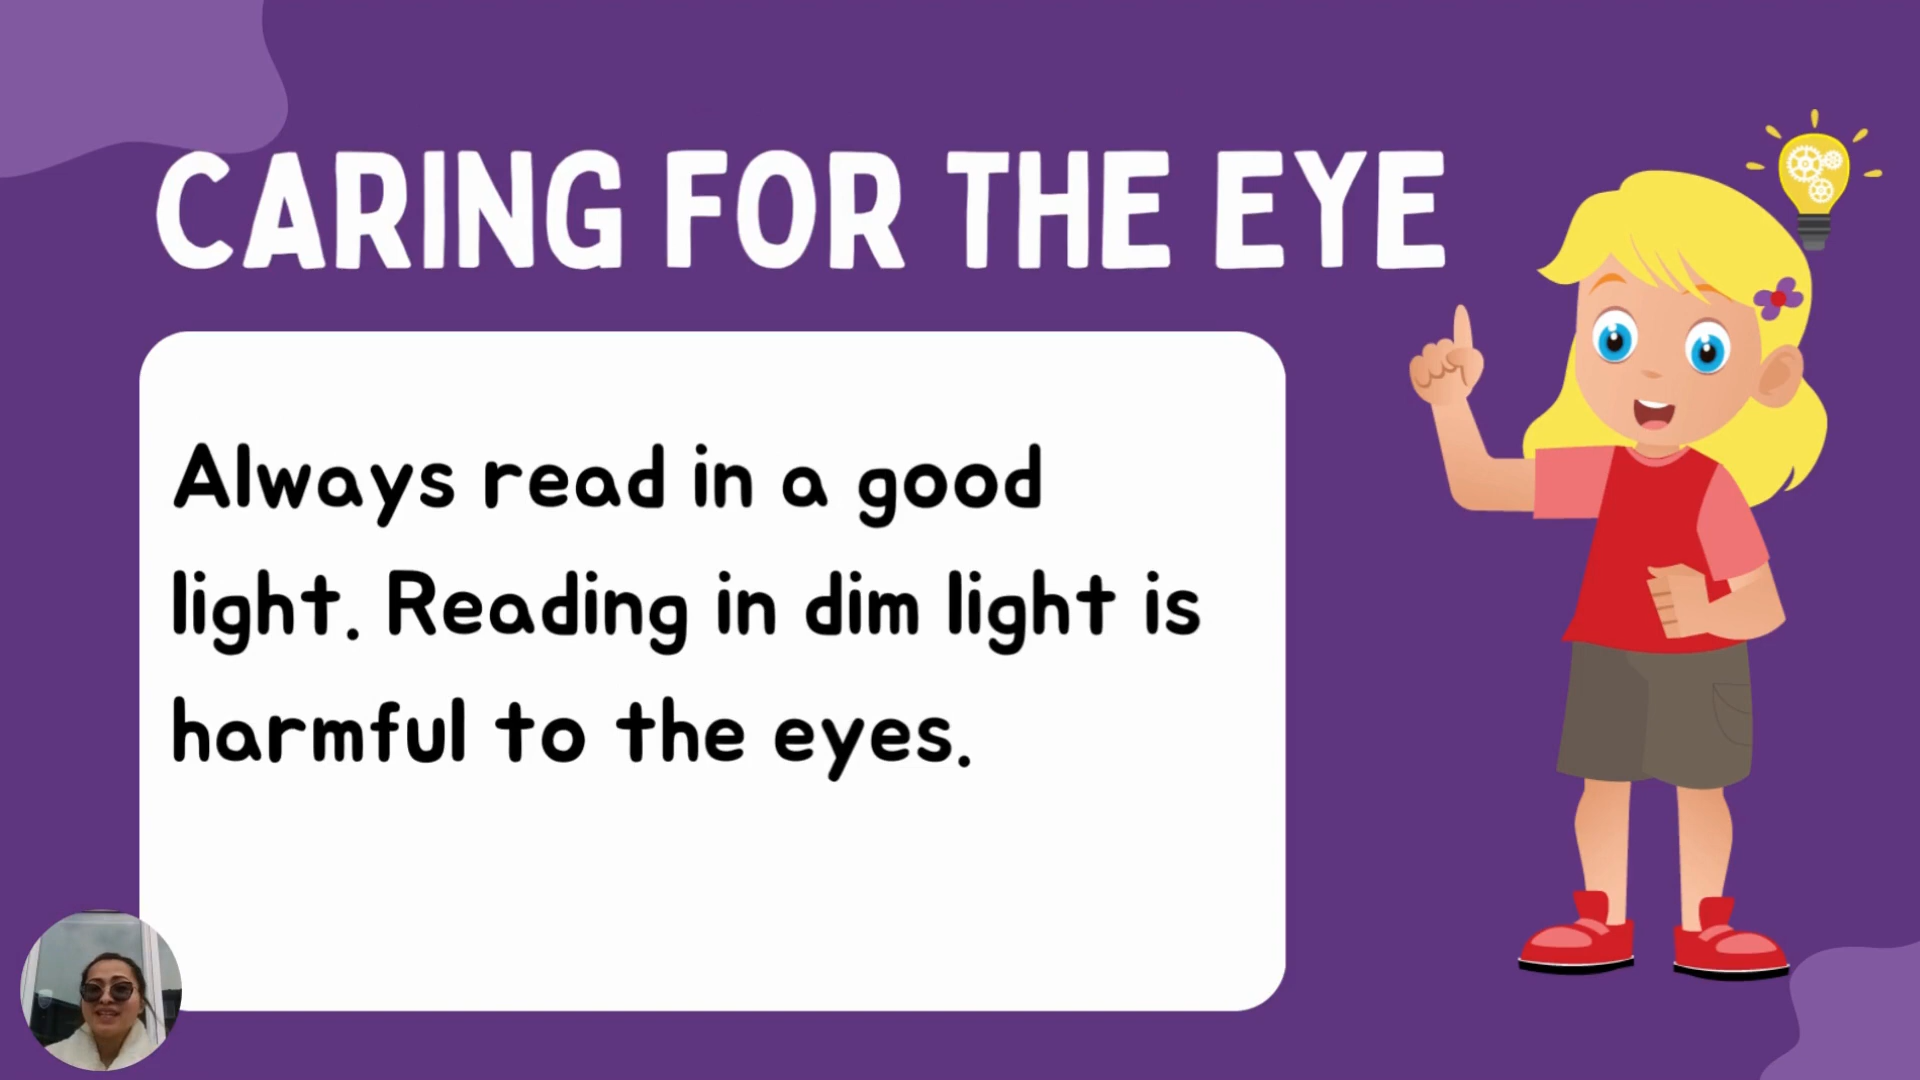 CARING FOR THE EYE
Always read in a good
light. Reading in dim light is
harmful to the eyes.